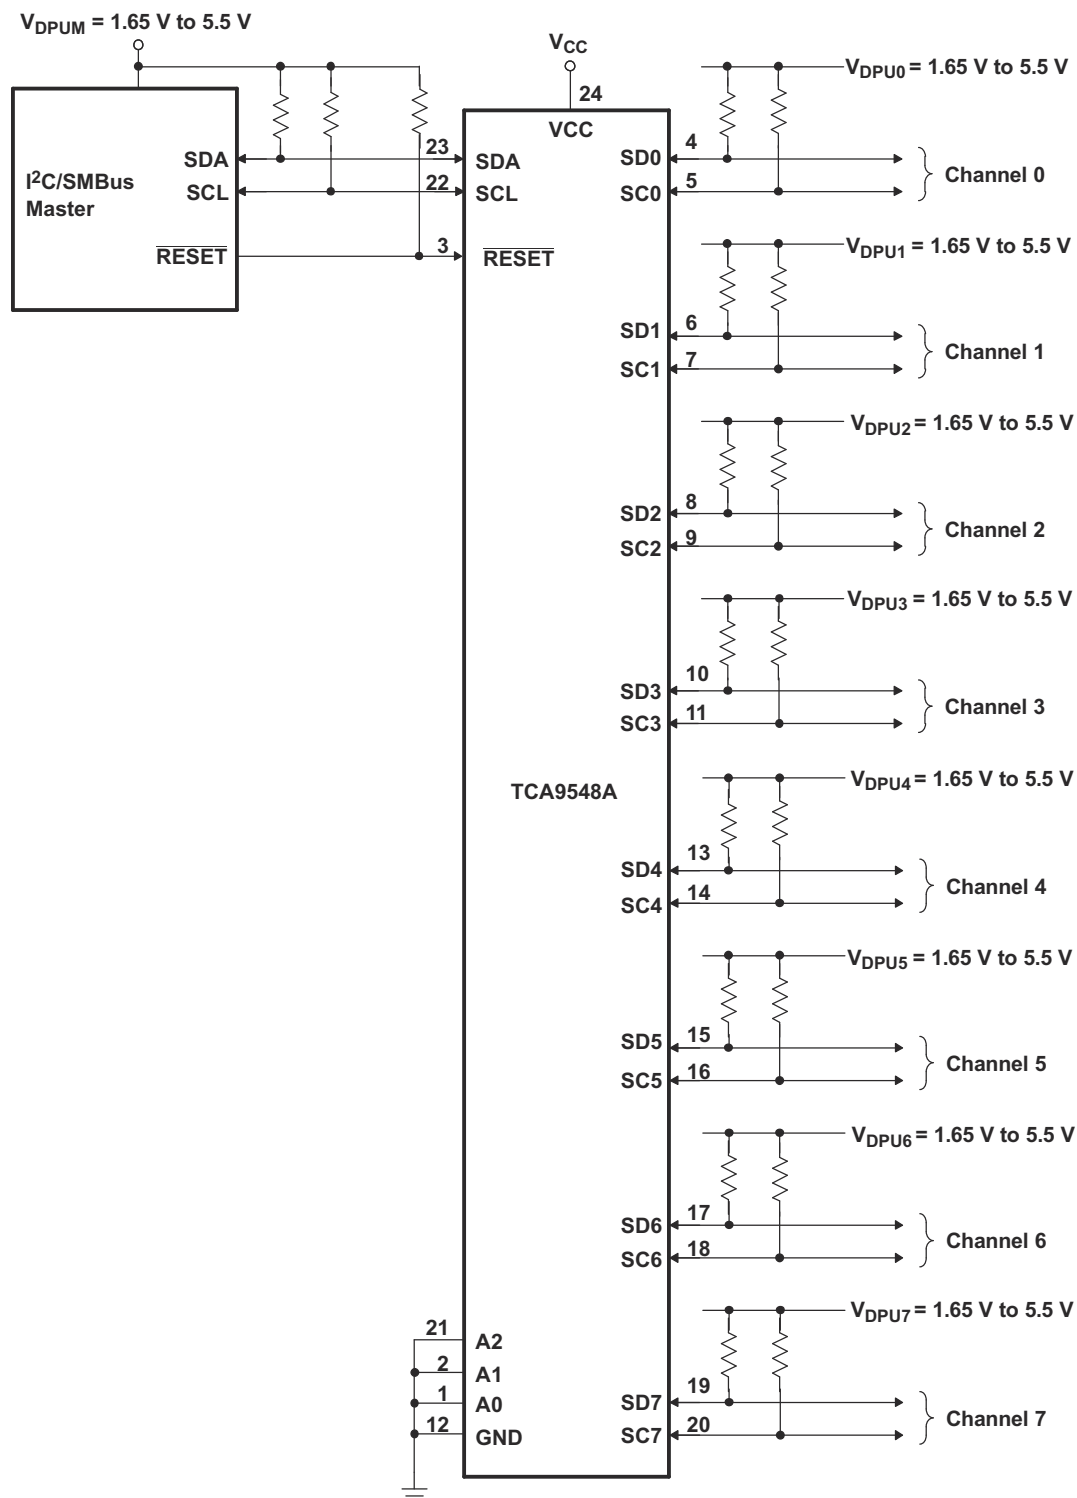 VDPUM = 1.65 V to 5.5 V
VCC
24
VCC
I2C/SMBus
Master
SDA
SCL
RESET
23
22
3
SDA
SCL
RESET
TCA9548A
21
2
1
12
A2
A1
A0
GND
VDPU0 = 1.65 V to 5.5 V
SD0
4
SC0
5
Channel 0
VDPU1 = 1.65 V to 5.5 V
SD1
6
SC1
7
Channel 1
VDPU2 = 1.65 V to 5.5 V
SD2
8
SC2
9
Channel 2
VDPU3 = 1.65 V to 5.5 V
SD3
10
SC3
11
Channel 3
VDPU4 = 1.65 V to 5.5 V
SD4
13
SC4
14
Channel 4
VDPU5 = 1.65 V to 5.5 V
SD5
15
SC5
16
Channel 5
VDPU6 = 1.65 V to 5.5 V
SD6
17
SC6
18
Channel 6
VDPU7 = 1.65 V to 5.5 V
SD7
19
SC7
20
Channel 7